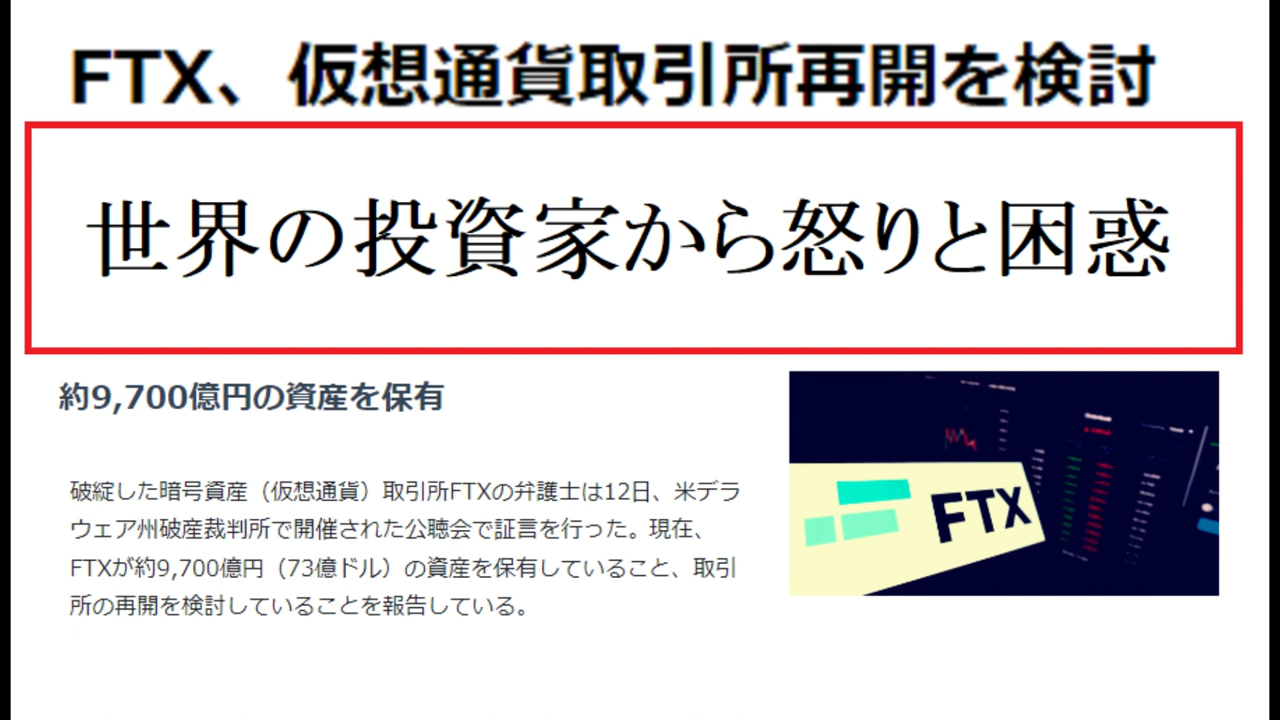 FTX、仮想通貨取引所再開を検討
世界の投資家から怒りと困惑
約9,700億円の資産を保有
破綻した暗号資産（仮想通貨）取引所FTXの弁護士は12日、米デラ
ウェア州破産裁判所で開催された公聴会で証言を行った。現在、
FTXが約9,700億円（73億ドル）の資産を保有していること、取引
所の再開を検討していることを報告している。
FTX